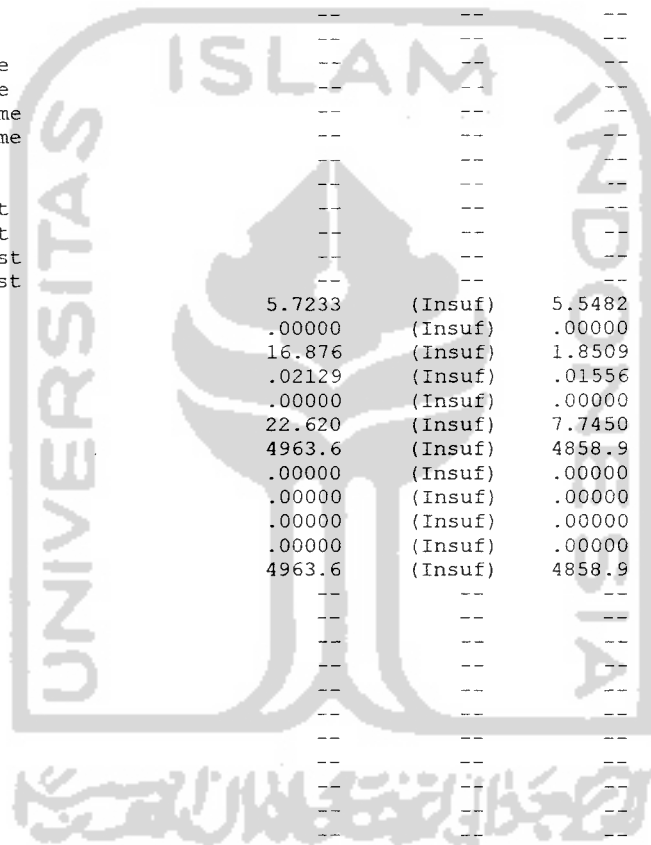 -- -- --
-- -- --
e -- -- --
e -- -- --
me -- -- --
me -- -- --
-- -- --
-- -- --
t -- -- --
t -- -- --
st -- -- --
st -- -- --
5.7233 (Insuf) 5.5482
.00000 (Insuf) .00000
16.876 (Insuf) 1.8509
.02129 (Insuf) .01556
.00000 (Insuf) .00000
22.620 (Insuf) 7.7450
4963.6 (Insuf) 4858.9
.00000 (Insuf) .00000
.00000 (Insuf) .00000
.00000 (Insuf) .00000
.00000 (Insuf) .00000
4963.6 (Insuf) 4858.9
-- -- --
-- -- --
-- -- --
-- -- --
-- -- --
-- -- --
-- -- --
-- -- --
-- -- --
-- -- --
-- -- --
UNIVERSITAS
ISLAM
INDONESIA